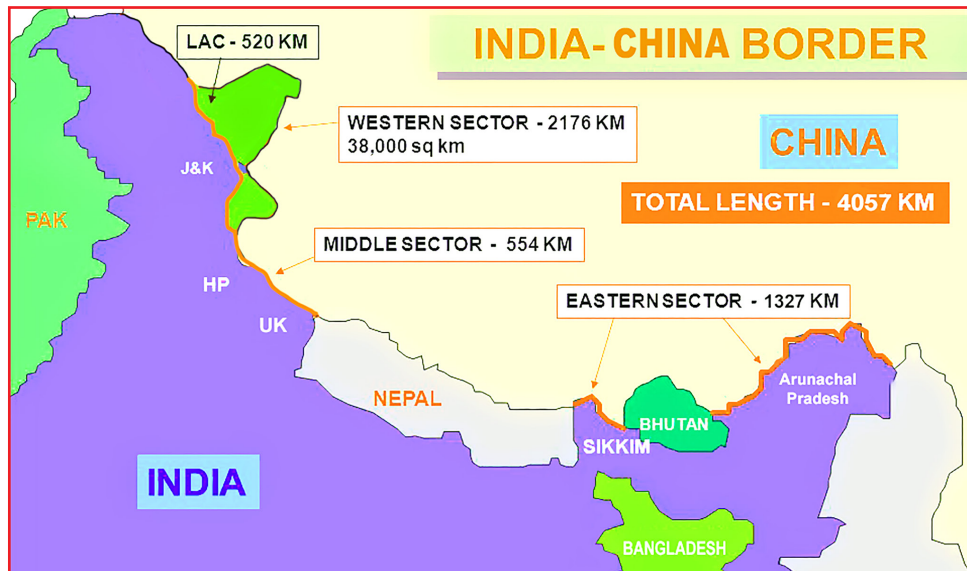 INDIA- CHINA BORDER
LAC - 520 KM
WESTERN SECTOR - 2176 KM
38,000 sq km
CHINA
J&K
TOTAL LENGTH - 4057 KM
PAK
MIDDLE SECTOR - 554 KM
HP
EASTERN SECTOR - 1327 KM
UK
Arunachal
Pradesh
NEPAL
BHUTAN
SIKKIM
INDIA
BANGLADESH